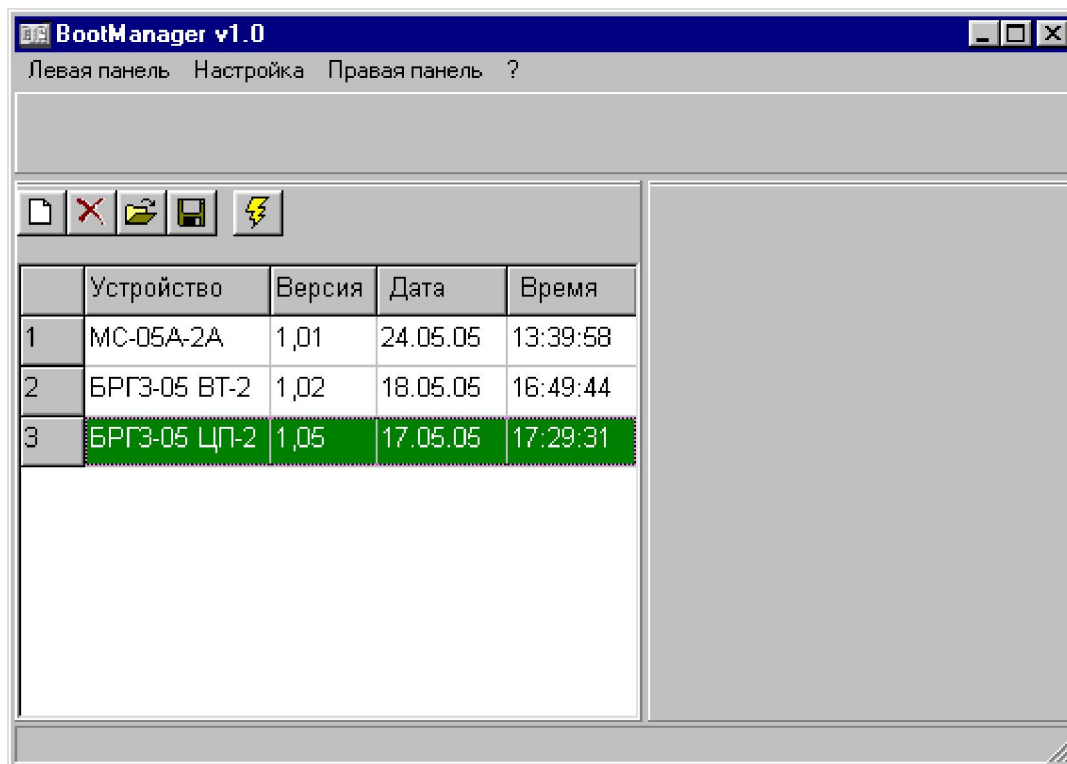 BootManager v1.0
Левая панель Настройка Правая панель ?
Устройство Версия Дата Время
1 МС-05А-2А 1,01 24.05.05 13:39:58
2 БРГЗ-05 ВТ-2 1,02 18.05.05 16:49:44
3 БРГЗ-05 ЦП-2 1,05 17.05.05 17:29:31